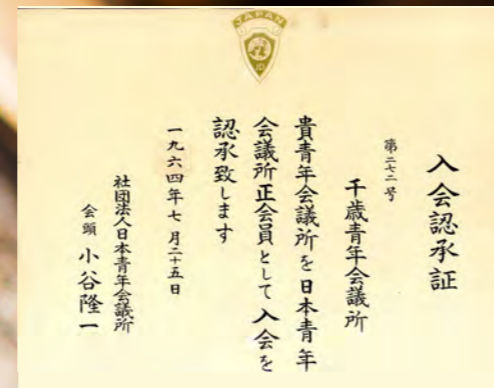 JAPAN
JC
入会認承証
第二七二号
千歳青年会議所
貴青年会議所を日本青年
会議所正会員として入会を
認承致します
一九六四年七月二十五日
社団法人日本青年会議所
会頭 小谷隆一